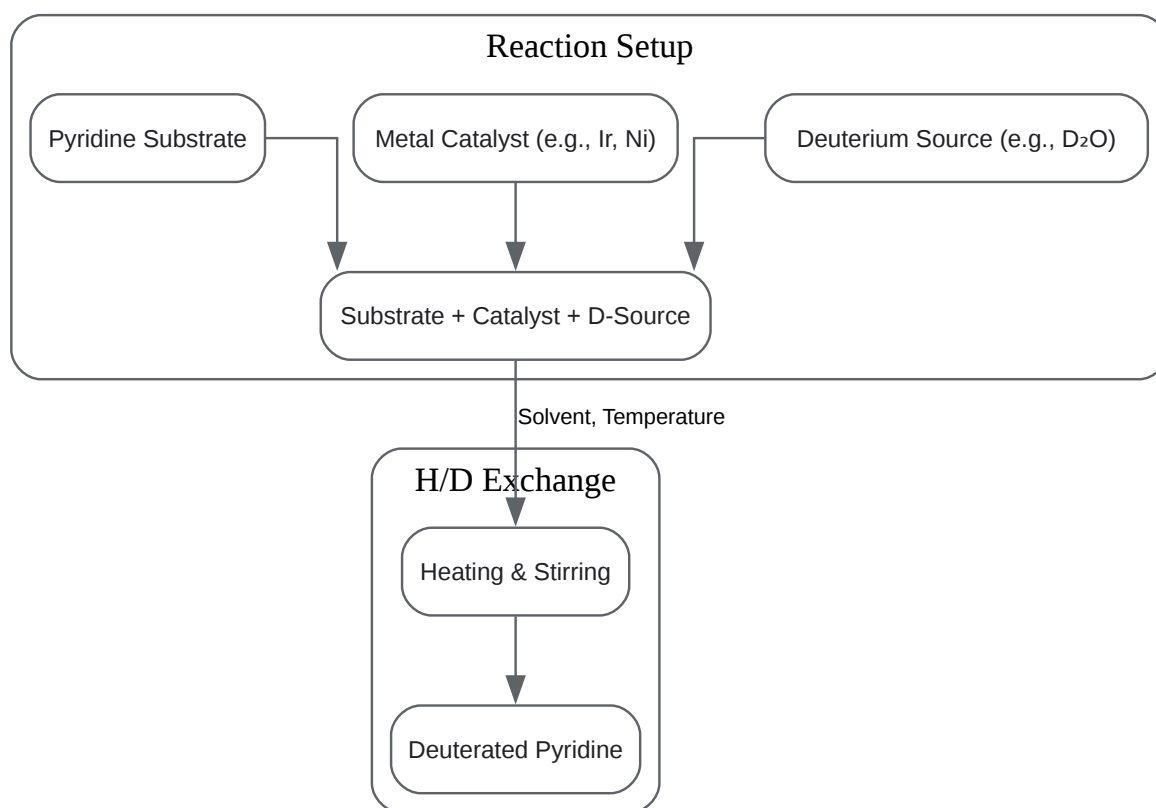 Reaction Setup
Pyridine Substrate
Metal Catalyst (e.g., Ir, Ni)
Deuterium Source (e.g., D₂O)
Substrate + Catalyst + D-Source
Solvent, Temperature
H/D Exchange
Heating & Stirring
Deuterated Pyridine